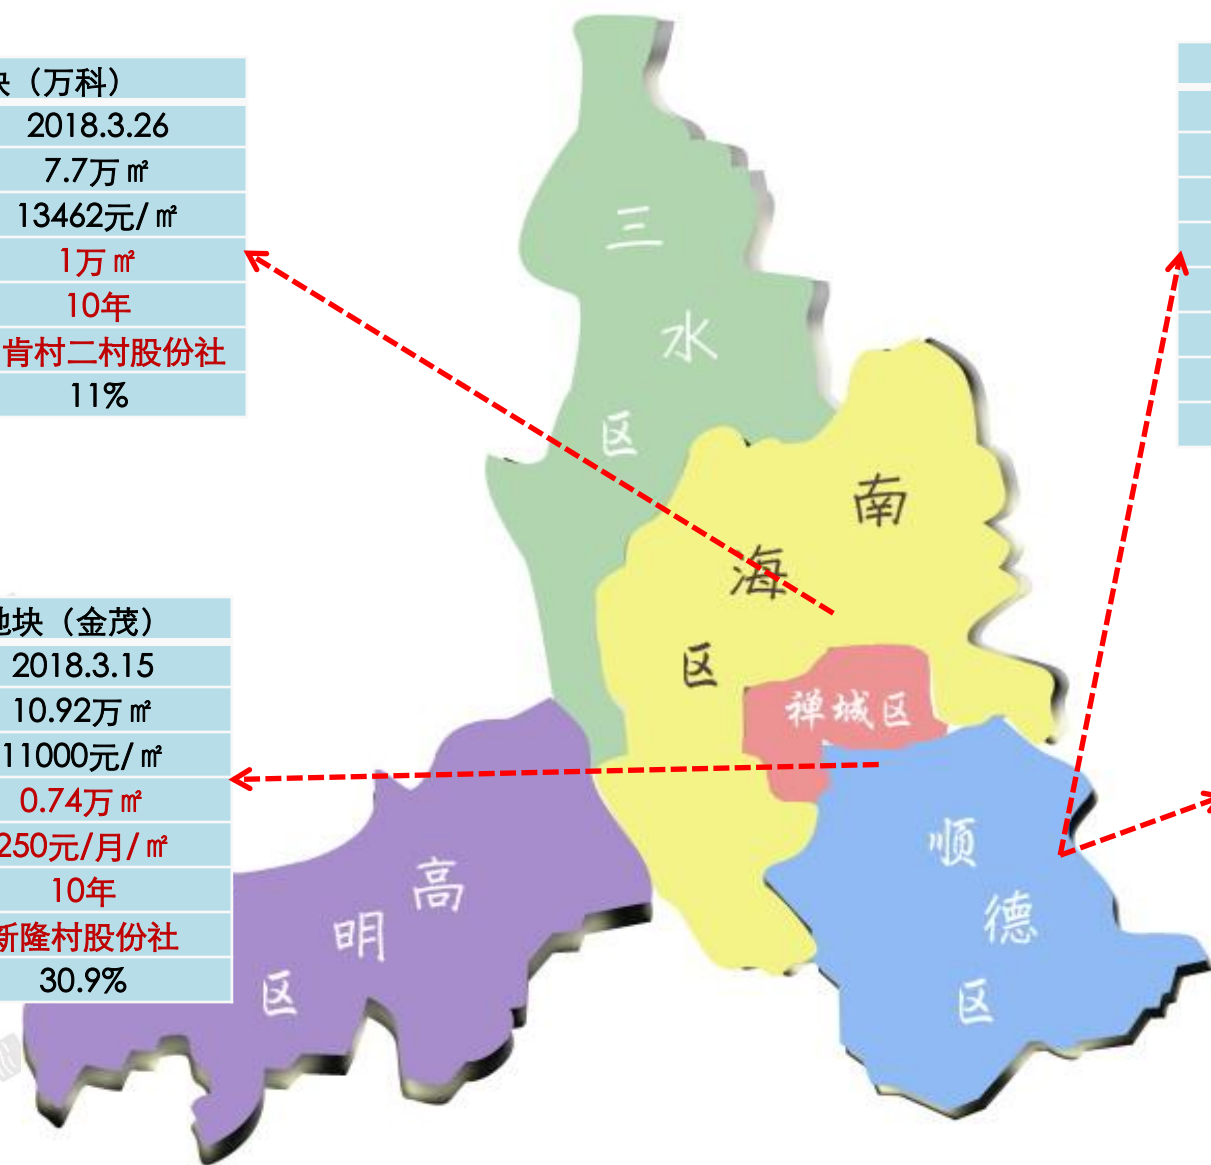 块（万科）
2018.3.26
7.7万㎡
13462元/㎡
1万㎡
10年
肯村二村股份社
11%
地块（金茂）
2018.3.15
10.92万㎡
11000元/㎡
0.74万㎡
250元/月/㎡
10年
新隆村股份社
30.9%
三水区
南海区
禅城区
顺德区
高明区